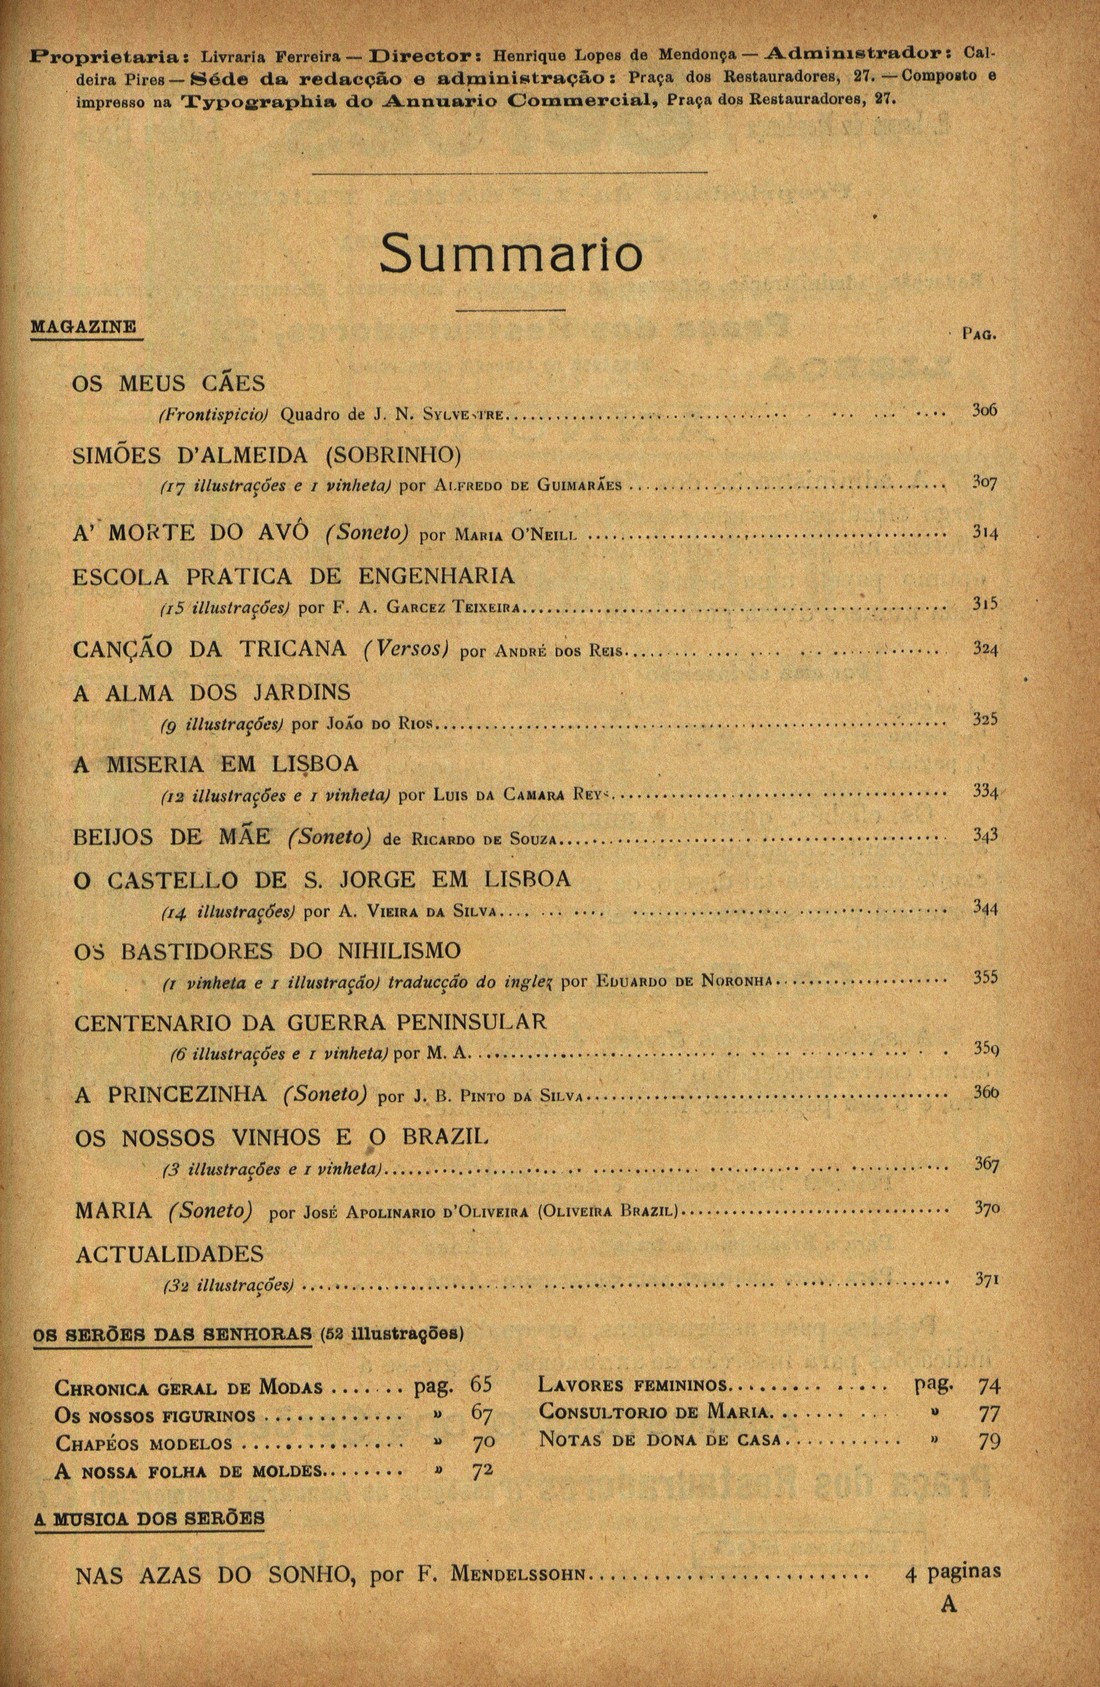 Proprietaria: Livraria Ferreira — Director: Henrique Lopes de Mendonça — Administrador: Cal-
deira Pires — Séde da redacção e administração: Praça dos Restauradores, 27. — Composto e
impresso na Typographia do Annuario Commercial, Praça dos Restauradores, 27.
Summario
MAGAZINE
PAG.
OS MEUS CÃES
(Frontispicio) Quadro de J. N. SYLVESTRE 306
SIMÕES D'ALMEIDA (SOBRINHO)
(17 illustrações e 1 vinheta) por ALFREDO DE GUIMARÃES 307
A' MORTE DO AVÔ (Soneto) por MARIA O'NEILL 314
ESCOLA PRATICA DE ENGENHARIA
(15 illustrações) por F. A. GARCEZ TEIXEIRA 315
CANÇÃO DA TRICANA (Versos) por ANDRÉ DOS REIS 324
A ALMA DOS JARDINS
(9 illustrações) por JOÃO DO RIOS 325
A MISERIA EM LISBOA
(12 illustrações e 1 vinheta) por LUIS DA CAMARA REYS 334
BEIJOS DE MÃE (Soneto) de RICARDO DE SOUZA 343
O CASTELLO DE S. JORGE EM LISBOA
(14 illustrações) por A. VIEIRA DA SILVA 344
OS BASTIDORES DO NIHILISMO
(1 vinheta e 1 illustração) traducção do inglez por EDUARDO DE NORONHA 355
CENTENARIO DA GUERRA PENINSULAR
(6 illustrações e 1 vinheta) por M. A. 359
A PRINCEZINHA (Soneto) por J. B. PINTO DA SILVA 360
OS NOSSOS VINHOS E O BRAZIL
(3 illustrações e 1 vinheta) 367
MARIA (Soneto) por JOSÉ APOLINARIO D'OLIVEIRA (OLIVEIRA BRAZIL) 370
ACTUALIDADES
(32 illustrações) 371
OS SERÕES DAS SENHORAS (52 illustrações)
CHRONICA GERAL DE MODAS pag. 65
OS NOSSOS FIGURINOS » 67
CHAPÉOS MODELOS » 70
A NOSSA FOLHA DE MOLDES » 72
LAVORES FEMININOS pag. 74
CONSULTORIO DE MARIA » 77
NOTAS DE DONA DE CASA » 79
A MUSICA DOS SERÕES
NAS AZAS DO SONHO, por F. MENDELSSOHN 4 paginas
A